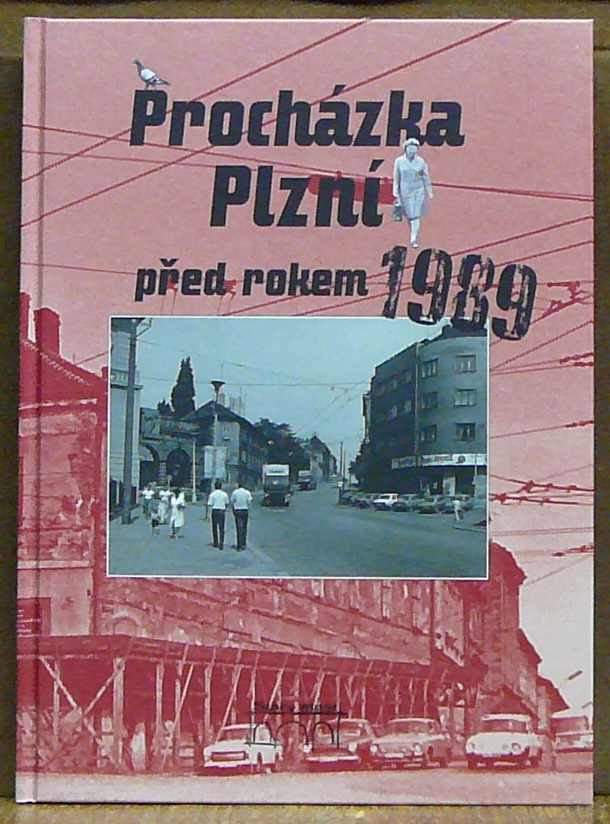 Procházka
Plzní
před rokem 1989